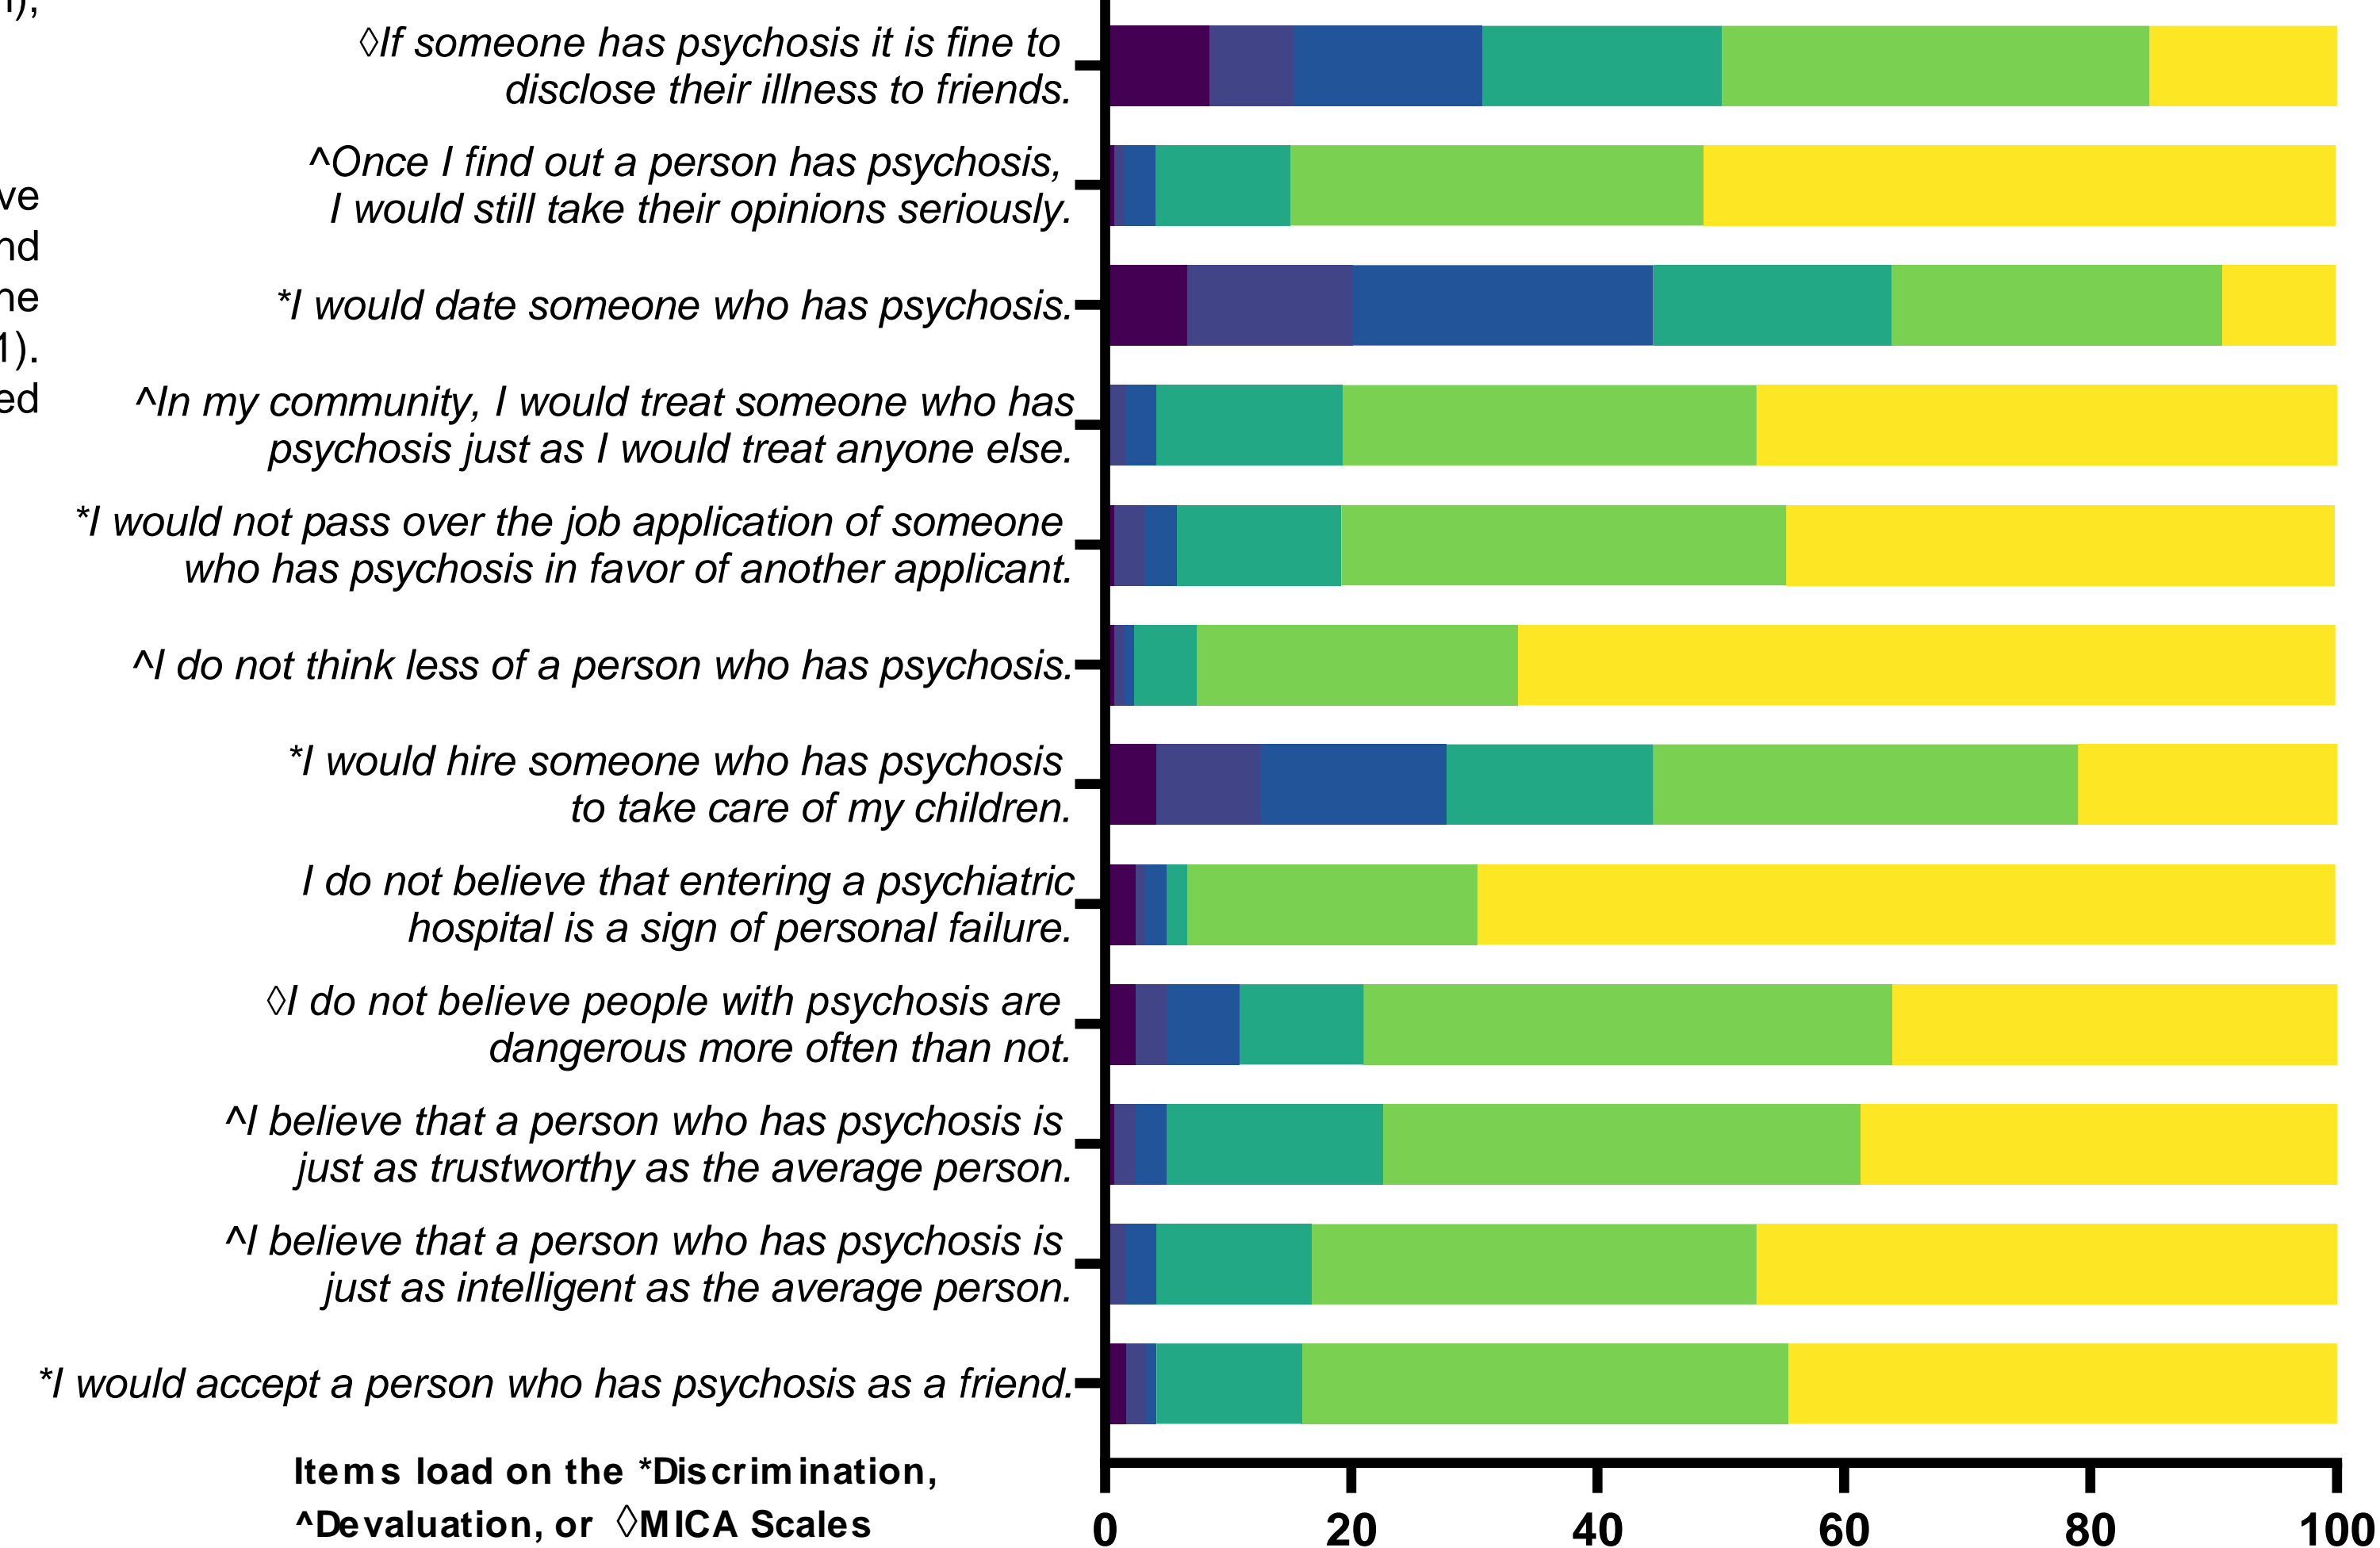 n),
ve
nd
ne
1).
ed
◊If someone has psychosis it is fine to
disclose their illness to friends.
^Once I find out a person has psychosis,
I would still take their opinions seriously.
*I would date someone who has psychosis.
^In my community, I would treat someone who has
psychosis just as I would treat anyone else.
*I would not pass over the job application of someone
who has psychosis in favor of another applicant.
^I do not think less of a person who has psychosis.
*I would hire someone who has psychosis
to take care of my children.
I do not believe that entering a psychiatric
hospital is a sign of personal failure.
◊I do not believe people with psychosis are
dangerous more often than not.
^I believe that a person who has psychosis is
just as trustworthy as the average person.
^I believe that a person who has psychosis is
just as intelligent as the average person.
*I would accept a person who has psychosis as a friend.
Items load on the *Discrimination,
^Devaluation, or ◊MICA Scales
0 20 40 60 80 100